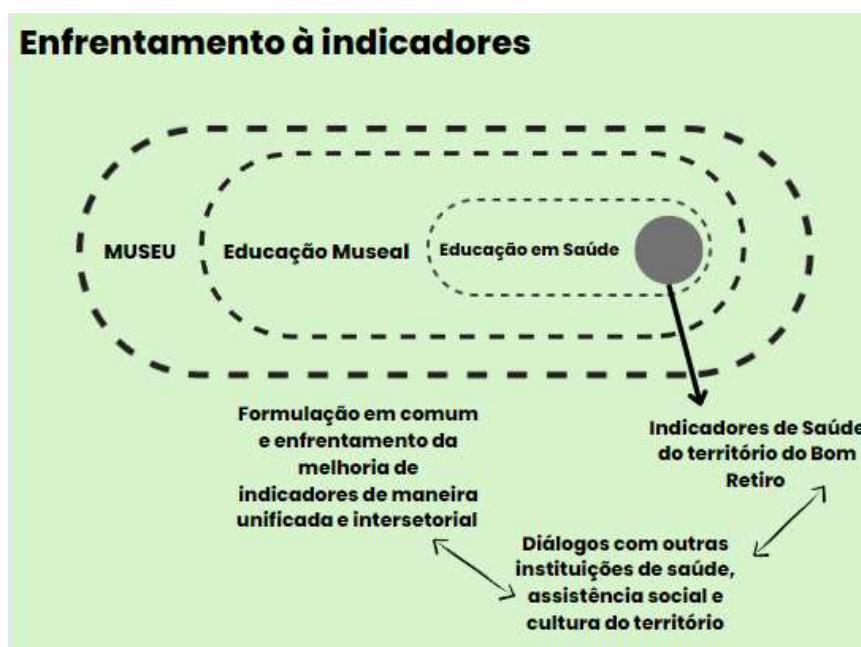 Enfrentamento à indicadores
MUSEU
Educação Museal
Educação em Saúde
Formulação em comum
e enfrentamento da
melhoria de
indicadores de maneira
unificada e intersetorial
Indicadores de Saúde
do território do Bom
Retiro
Diálogos com outras
instituições de saúde,
assistência social e
cultura do território